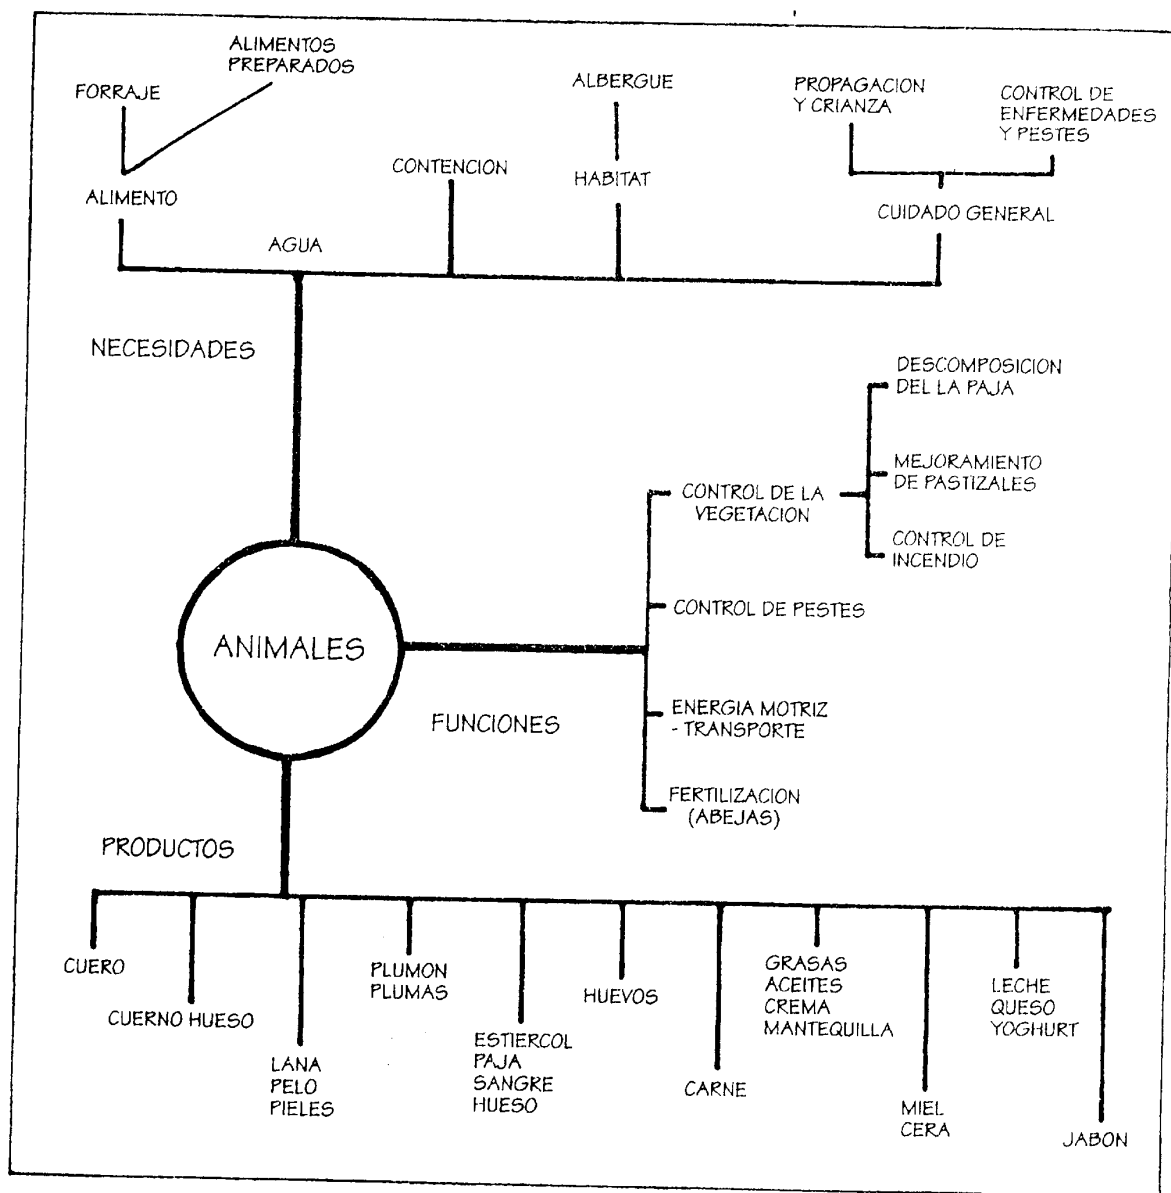 ALIMENTOS
PREPARADOS
FORRAJE
ALBERGUE
PROPAGACION
Y CRIANZA
CONTROL DE
ENFERMEDADES
Y PESTES
CONTENCION
HABITAT
ALIMENTO
CUIDADO GENERAL
AGUA
NECESIDADES
DESCOMPOSICION
DEL LA PAJA
MEJORAMIENTO
DE PASTIZALES
CONTROL DE LA
VEGETACION
CONTROL DE
INCENDIO
CONTROL DE PESTES
ANIMALES
FUNCIONES
ENERGIA MOTRIZ
- TRANSPORTE
FERTILIZACION
(ABEJAS)
PRODUCTOS
CUERO
CUERNO HUESO
LANA
PELO
PIELES
PLUMON
PLUMAS
ESTIERCOL
PAJA
SANGRE
HUESO
HUEVOS
CARNE
GRASAS
ACEITES
CREMA
MANTEQUILLA
MIEL
CERA
LECHE
QUESO
YOGHURT
JABON